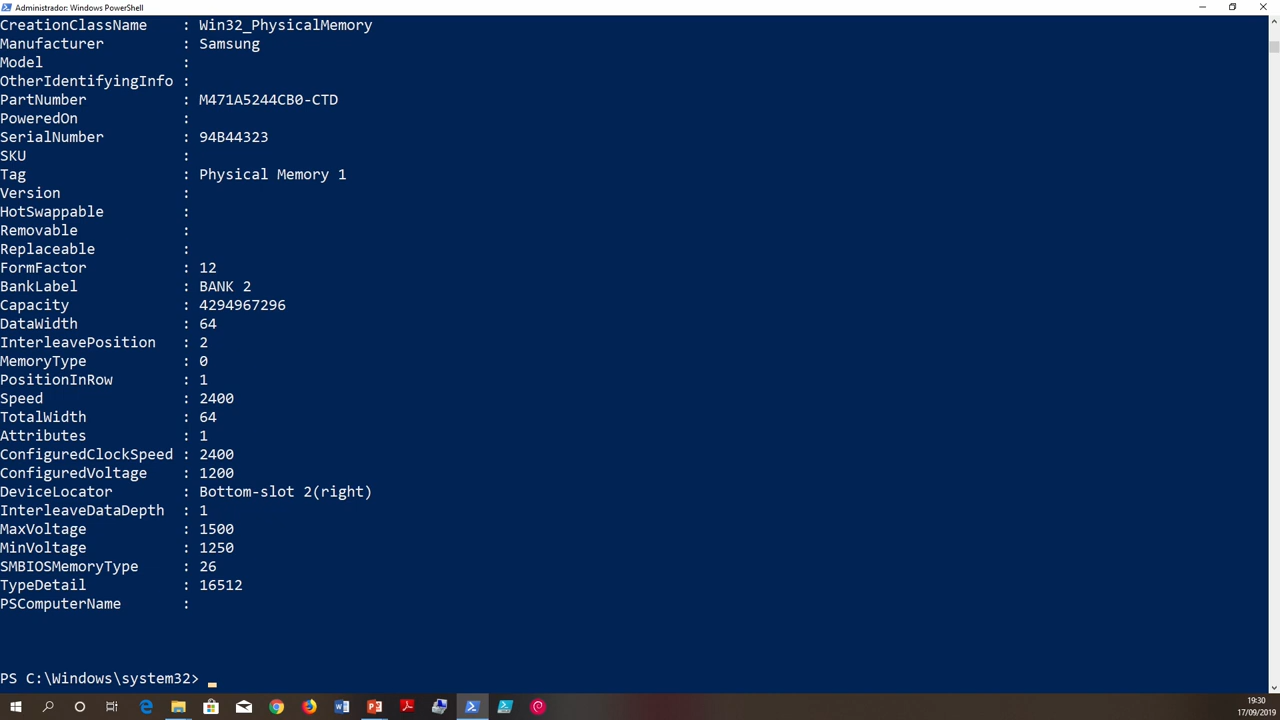 Administrador: Windows PowerShell
CreationClassName : Win32_PhysicalMemory
Manufacturer : Samsung
Model :
OtherIdentifyingInfo :
PartNumber : M471A5244CB0-CTD
PoweredOn :
SerialNumber : 94B44323
SKU :
Tag : Physical Memory 1
Version :
HotSwappable :
Removable :
Replaceable :
FormFactor : 12
BankLabel : BANK 2
Capacity : 4294967296
DataWidth : 64
InterleavePosition : 2
MemoryType : 0
PositionInRow : 1
Speed : 2400
TotalWidth : 64
Attributes : 1
ConfiguredClockSpeed : 2400
ConfiguredVoltage : 1200
DeviceLocator : Bottom-slot 2(right)
InterleaveDataDepth : 1
MaxVoltage : 1500
MinVoltage : 1250
SMBIOSMemoryType : 26
TypeDetail : 16512
PSComputerName :
PS C:\Windows\system32>
19:30
17/09/2019